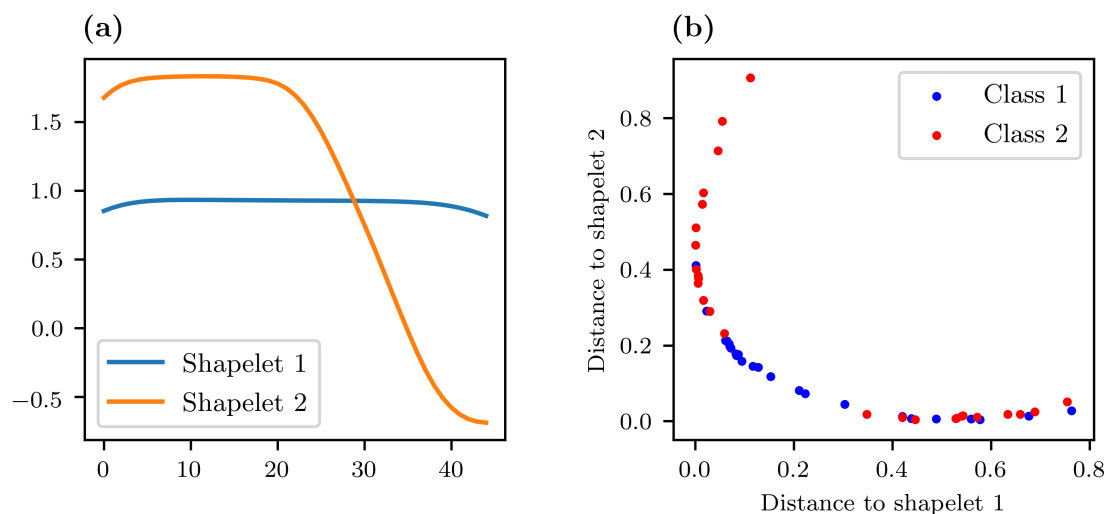 (a)
1.5
1.0
0.5
0.0
−0.5
0
10
20
30
40
Shapelet 1
Shapelet 2
(b)
Distance to shapelet 2
0.8
0.6
0.4
0.2
0.0
0.0
0.2
0.4
0.6
0.8
Distance to shapelet 1
Class 1
Class 2